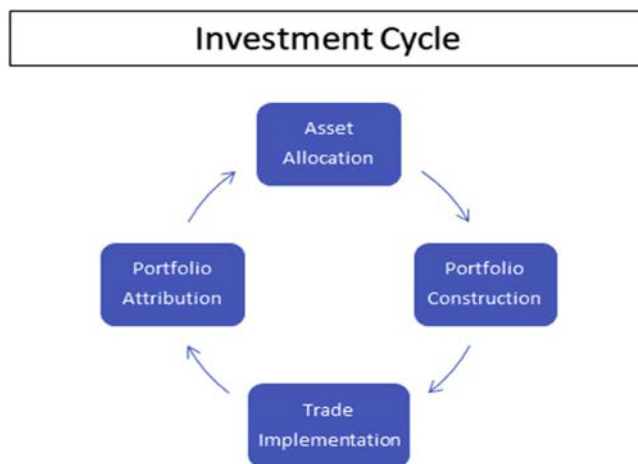 Investment Cycle
Asset
Allocation
Portfolio
Attribution
Portfolio
Construction
Trade
Implementation